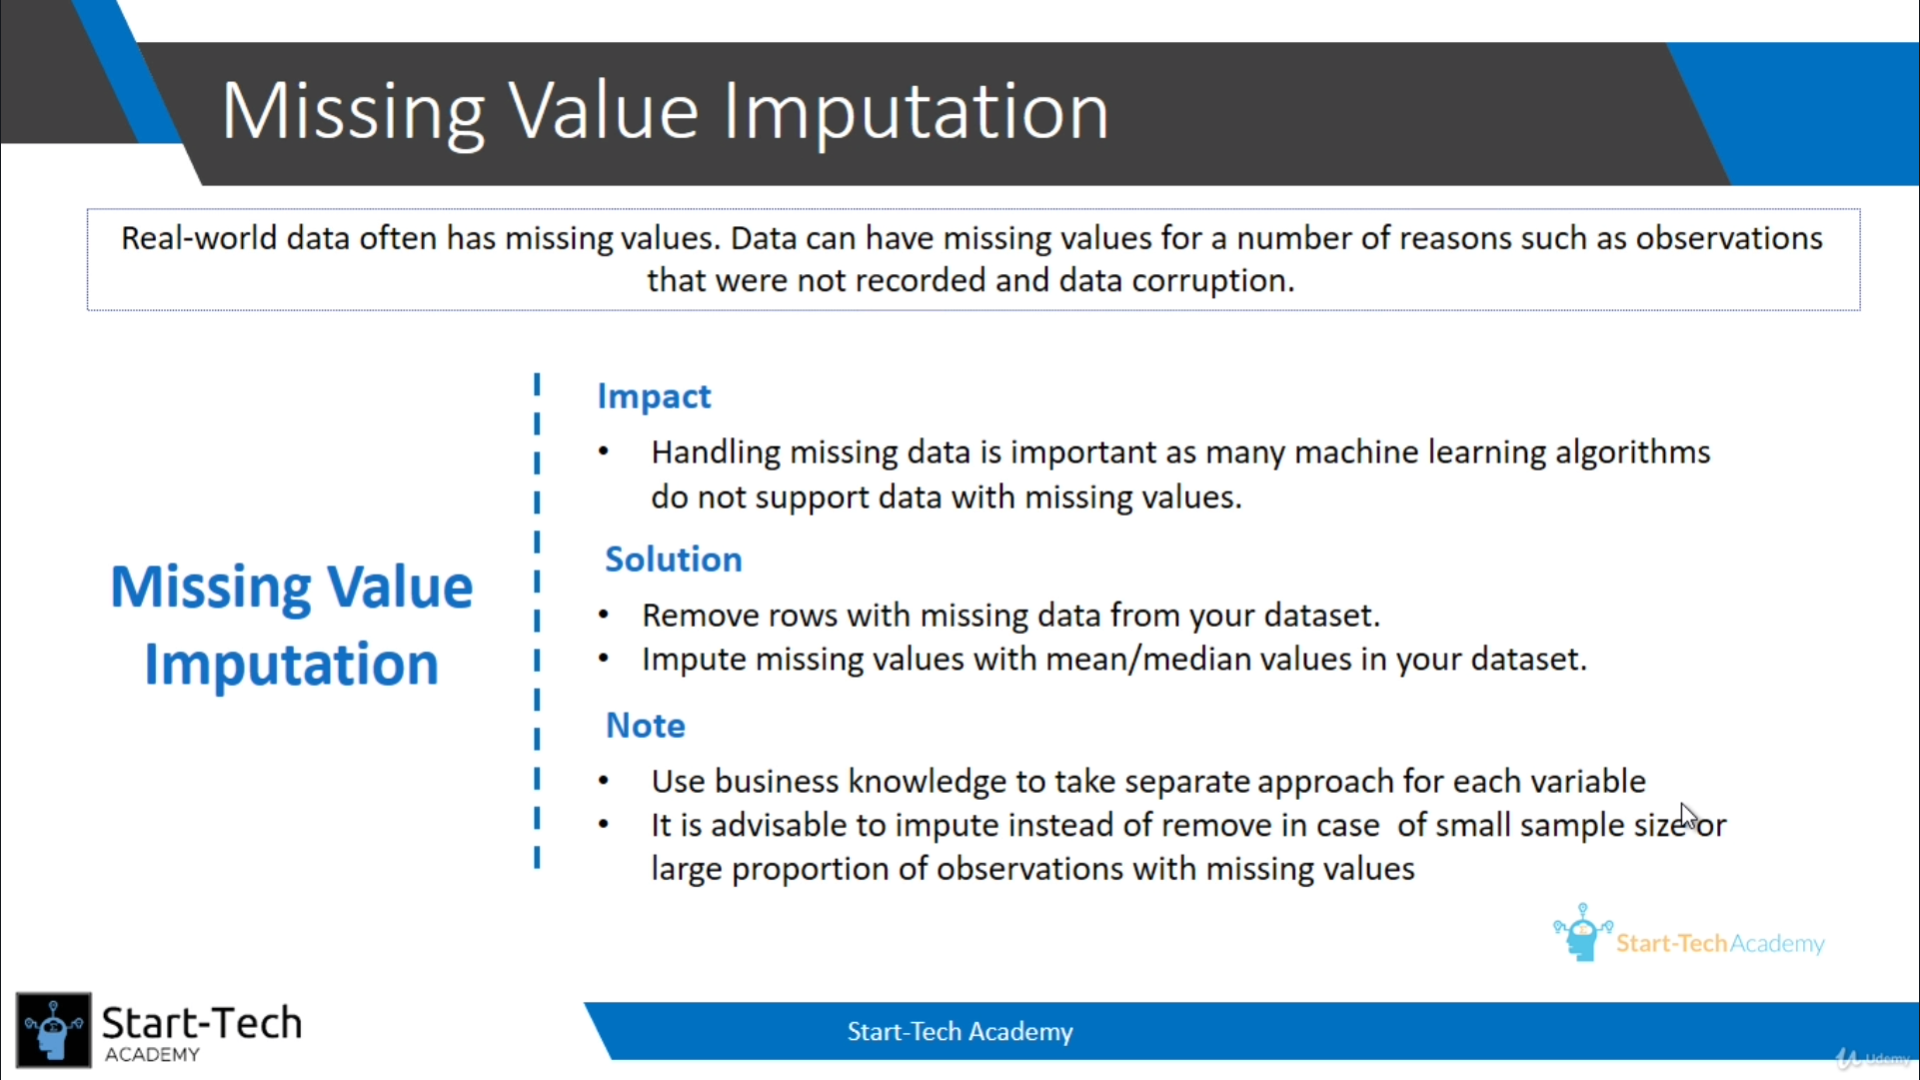 Missing Value Imputation
Real-world data often has missing values. Data can have missing values for a number of reasons such as observations
that were not recorded and data corruption.
Missing Value
Imputation
Impact
• Handling missing data is important as many machine learning algorithms
do not support data with missing values.
Solution
• Remove rows with missing data from your dataset.
• Impute missing values with mean/median values in your dataset.
Note
• Use business knowledge to take separate approach for each variable
• It is advisable to impute instead of remove in case of small sample size or
large proportion of observations with missing values
Start-Tech Academy
Start-Tech
ACADEMY
Start-Tech Academy
Udemy